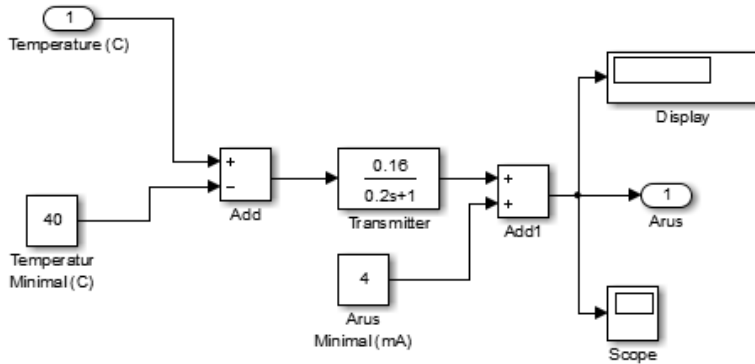 1
Temperature (C)
+
−
Add
40
Temperatur
Minimal (C)
0.16
0.2s+1
Transmitter
4
Arus
Minimal (mA)
+
+
Add1
Display
1
Arus
Scope